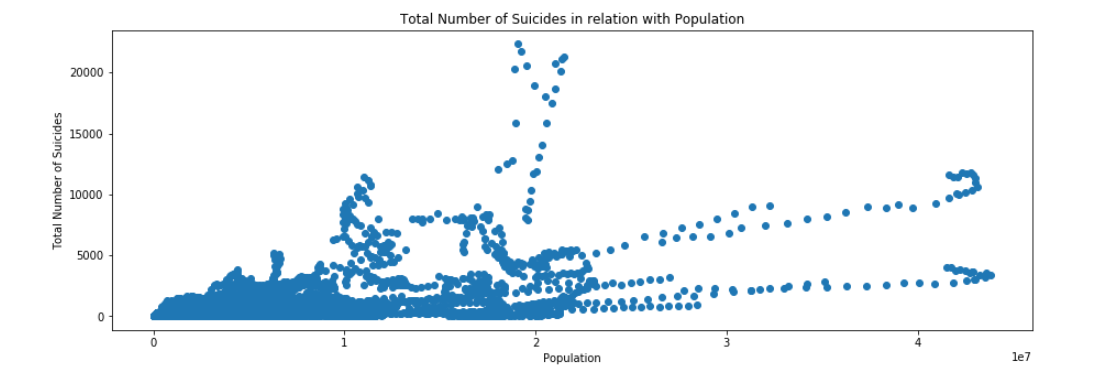 Total Number of Suicides in relation with Population
Total Number of Suicides
20000
15000
10000
5000
0
0 1 2 3 4
1e7
Population